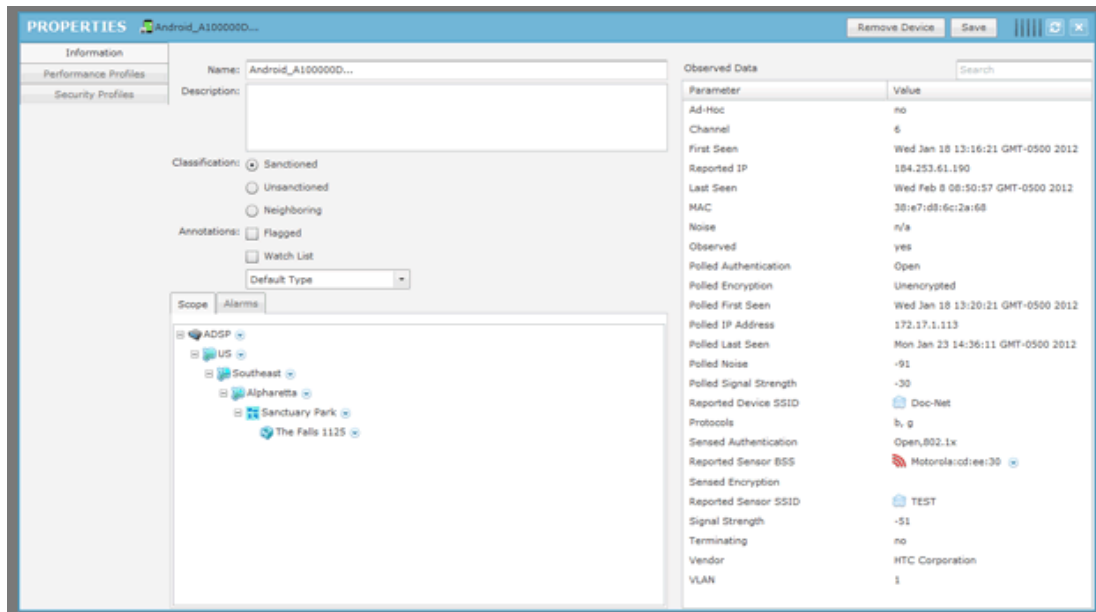 PROPERTIES Android_A100000D... Remove Device Save
Information
Performance Profiles
Security Profiles
Name: Android_A100000D...
Description:
Classification: Sanctioned
Unsanctioned
Neighboring
Annotations: Flagged
Watch List
Default Type
Scope Alarms
ADSP
US
Southeast
Alpharetta
Sanctuary Park
The Falls 1125
Observed Data Search
Parameter Value
Ad-Hoc no
Channel 6
First Seen Wed Jan 18 13:16:21 GMT-0500 2012
Reported IP 184.253.61.190
Last Seen Wed Feb 8 08:50:57 GMT-0500 2012
MAC 38:e7:d8:6c:2a:68
Noise n/a
Observed yes
Polled Authentication Open
Polled Encryption Unencrypted
Polled First Seen Wed Jan 18 13:20:21 GMT-0500 2012
Polled IP Address 172.17.1.113
Polled Last Seen Mon Jan 23 14:36:11 GMT-0500 2012
Polled Noise -91
Polled Signal Strength -30
Reported Device SSID Doc-Net
Protocols b, g
Sensed Authentication Open,802.1x
Reported Sensor BSS Motorola:cd:ee:30
Sensed Encryption
Reported Sensor SSID TEST
Signal Strength -51
Terminating no
Vendor HTC Corporation
VLAN 1